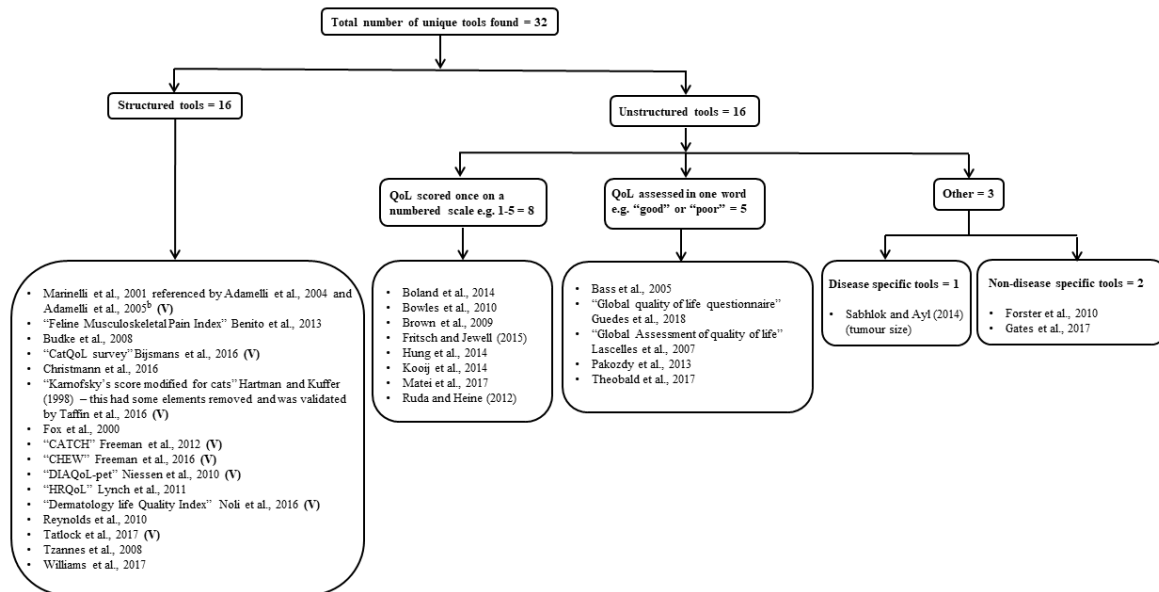 Total number of unique tools found = 32
Structured tools = 16
Unstructured tools = 16
QoL scored once on a
numbered scale e.g. 1-5 = 8
QoL assessed in one word
e.g. “good” or “poor” = 5
Other = 3
• Marinelli et al., 2001 referenced by Adamelli et al., 2004 and
Adamelli et al., 2005ᵇ (V)
• “Feline Musculoskeletal Pain Index” Benito et al., 2013
• Budke et al., 2008
• “CatQoL survey” Bijsmans et al., 2016 (V)
• Christmann et al., 2016
• “Karnofsky’s score modified for cats” Hartman and Kuffer
(1998) – this had some elements removed and was validated
by Taffin et al., 2016 (V)
• Fox et al., 2000
• “CATCH” Freeman et al., 2012 (V)
• “CHEW” Freeman et al., 2016 (V)
• “DIAQoL-pet” Niessen et al., 2010 (V)
• “HRQoL” Lynch et al., 2011
• “Dermatology life Quality Index” Noli et al., 2016 (V)
• Reynolds et al., 2010
• Tatlock et al., 2017 (V)
• Tzannes et al., 2008
• Williams et al., 2017
• Boland et al., 2014
• Bowles et al., 2010
• Brown et al., 2009
• Fritsch and Jewell (2015)
• Hung et al., 2014
• Kooij et al., 2014
• Matei et al., 2017
• Ruda and Heine (2012)
• Bass et al., 2005
• “Global quality of life questionnaire”
Guedes et al., 2018
• “Global Assessment of quality of life”
Lascelles et al., 2007
• Pakozdy et al., 2013
• Theobald et al., 2017
Disease specific tools = 1
• Sabhlok and Ayl (2014)
(tumour size)
Non-disease specific tools = 2
• Forster et al., 2010
• Gates et al., 2017